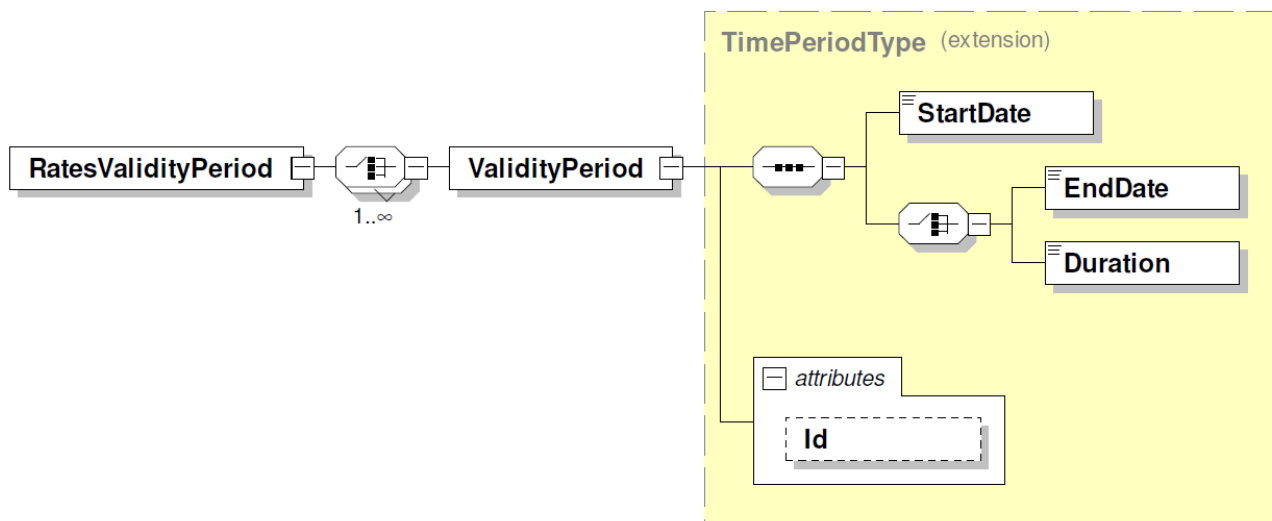 TimePeriodType (extension)
StartDate
RatesValidityPeriod
ValidityPeriod
1..∞
EndDate
Duration
attributes
Id